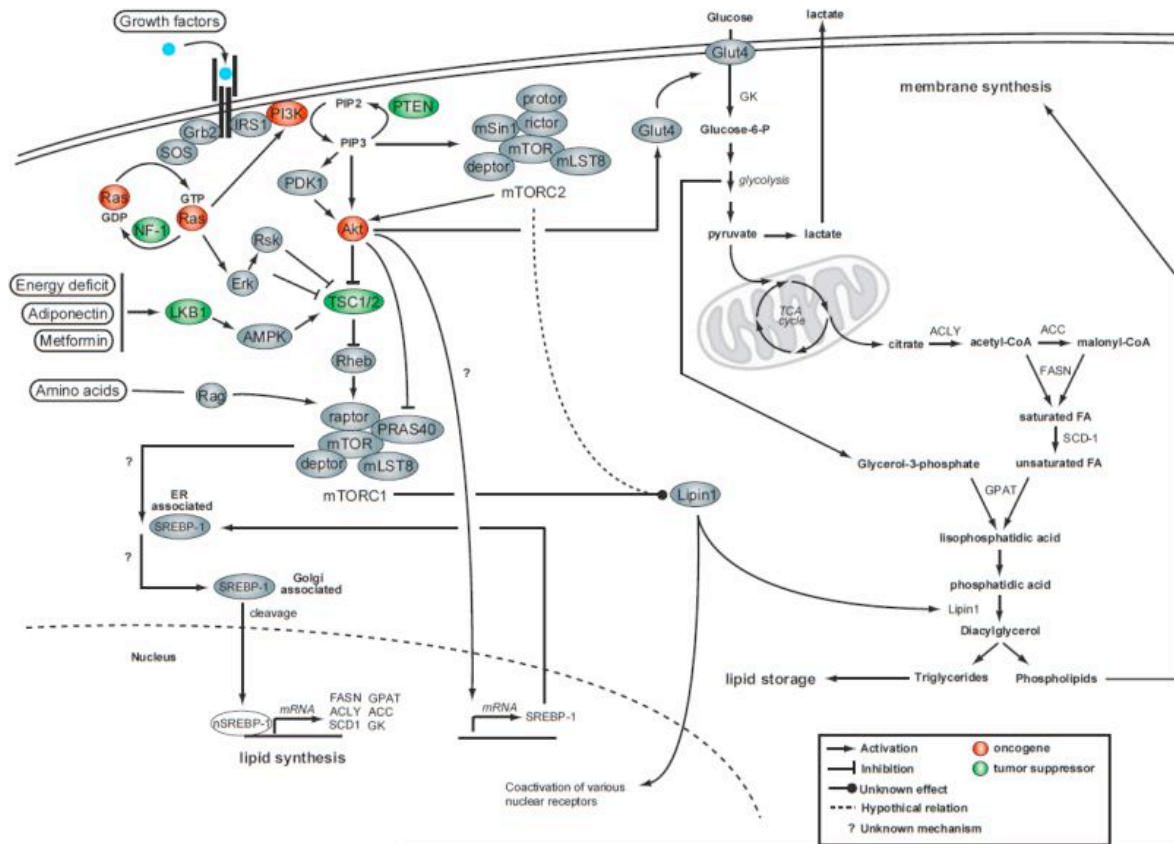 Growth factors
Grb2
SOS
IRS1
PI3K
PIP2
PTEN
PIP3
PDK1
protor
mSin1
rictor
mTOR
deptor
mLST8
mTORC2
Ras
GDP
NF-1
GTP
Ras
Akt
Rsk
Erk
TSC1/2
Energy deficit
Adiponectin
Metformin
LKB1
AMPK
Rheb
Amino acids
Rag
raptor
PRAS40
mTOR
deptor
mLST8
mTORC1
?
ER
associated
SREBP-1
?
SREBP-1
Golgi
associated
cleavage
Nucleus
nSREBP-1
mRNA
FASN GPAT
ACLY ACC
SCD1 GK
lipid synthesis
?
mRNA
SREBP-1
Lipin1
Coactivation of various
nuclear receptors
Glucose
Glut4
GK
Glut4
Glucose-6-P
glycolysis
pyruvate
lactate
lactate
TCA
cycle
citrate
ACLY
acetyl-CoA
ACC
malonyl-CoA
FASN
saturated FA
SCD-1
unsaturated FA
Glycerol-3-phosphate
GPAT
lisophosphatidic acid
phosphatidic acid
Lipin1
Diacylglycerol
Triglycerides
Phospholipids
lipid storage
membrane synthesis
Activation
Inhibition
Unknown effect
Hypothical relation
? Unknown mechanism
oncogene
tumor suppressor